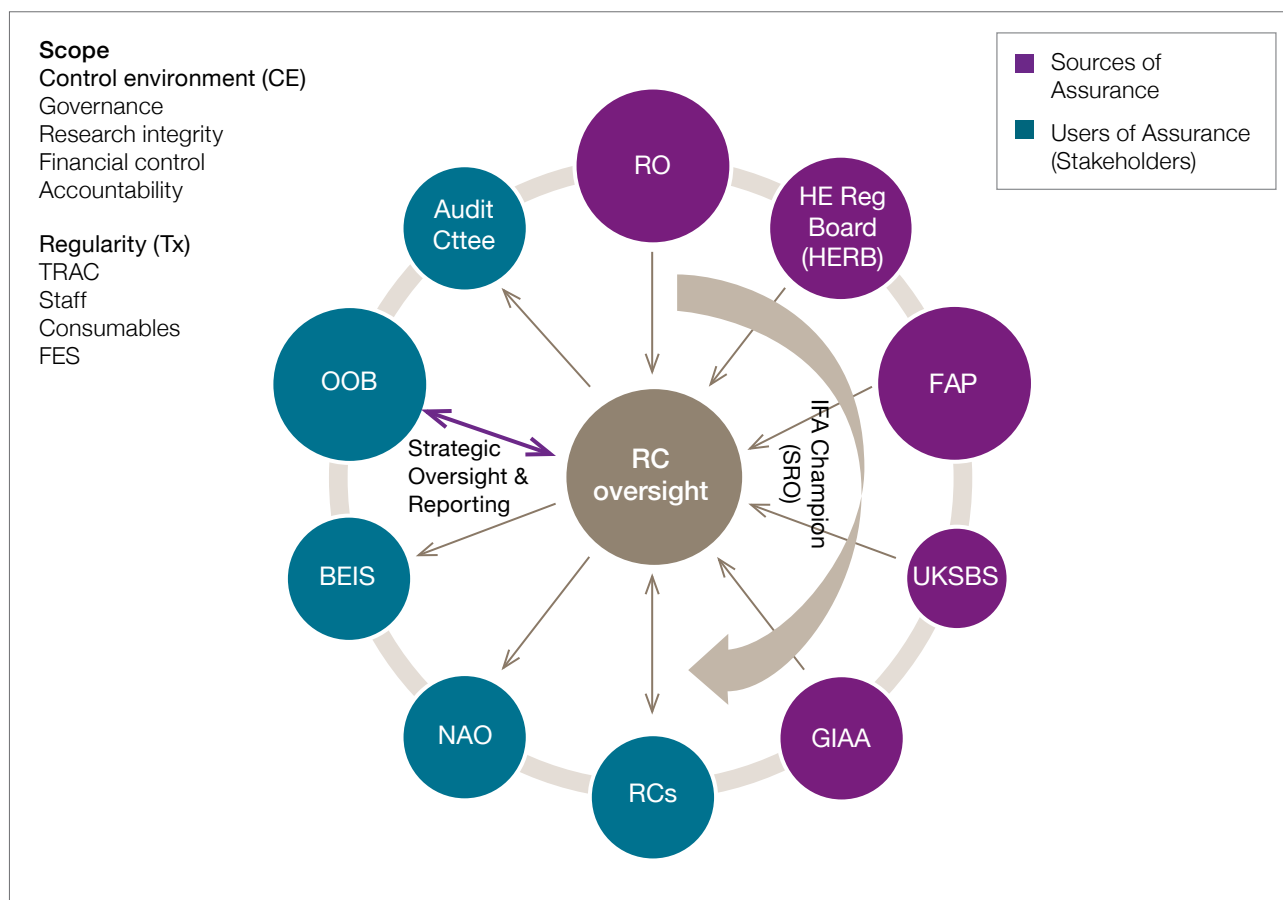 Scope
Control environment (CE)
Governance
Research integrity
Financial control
Accountability
Regularity (Tx)
TRAC
Staff
Consumables
FES
Sources of
Assurance
Users of Assurance
(Stakeholders)
RO
HE Reg
Board
(HERB)
Audit
Cttee
OOB
FAP
Strategic
Oversight &
Reporting
RC
oversight
IFA Champion
(SRO)
BEIS
UKSBS
NAO
GIAA
RCs